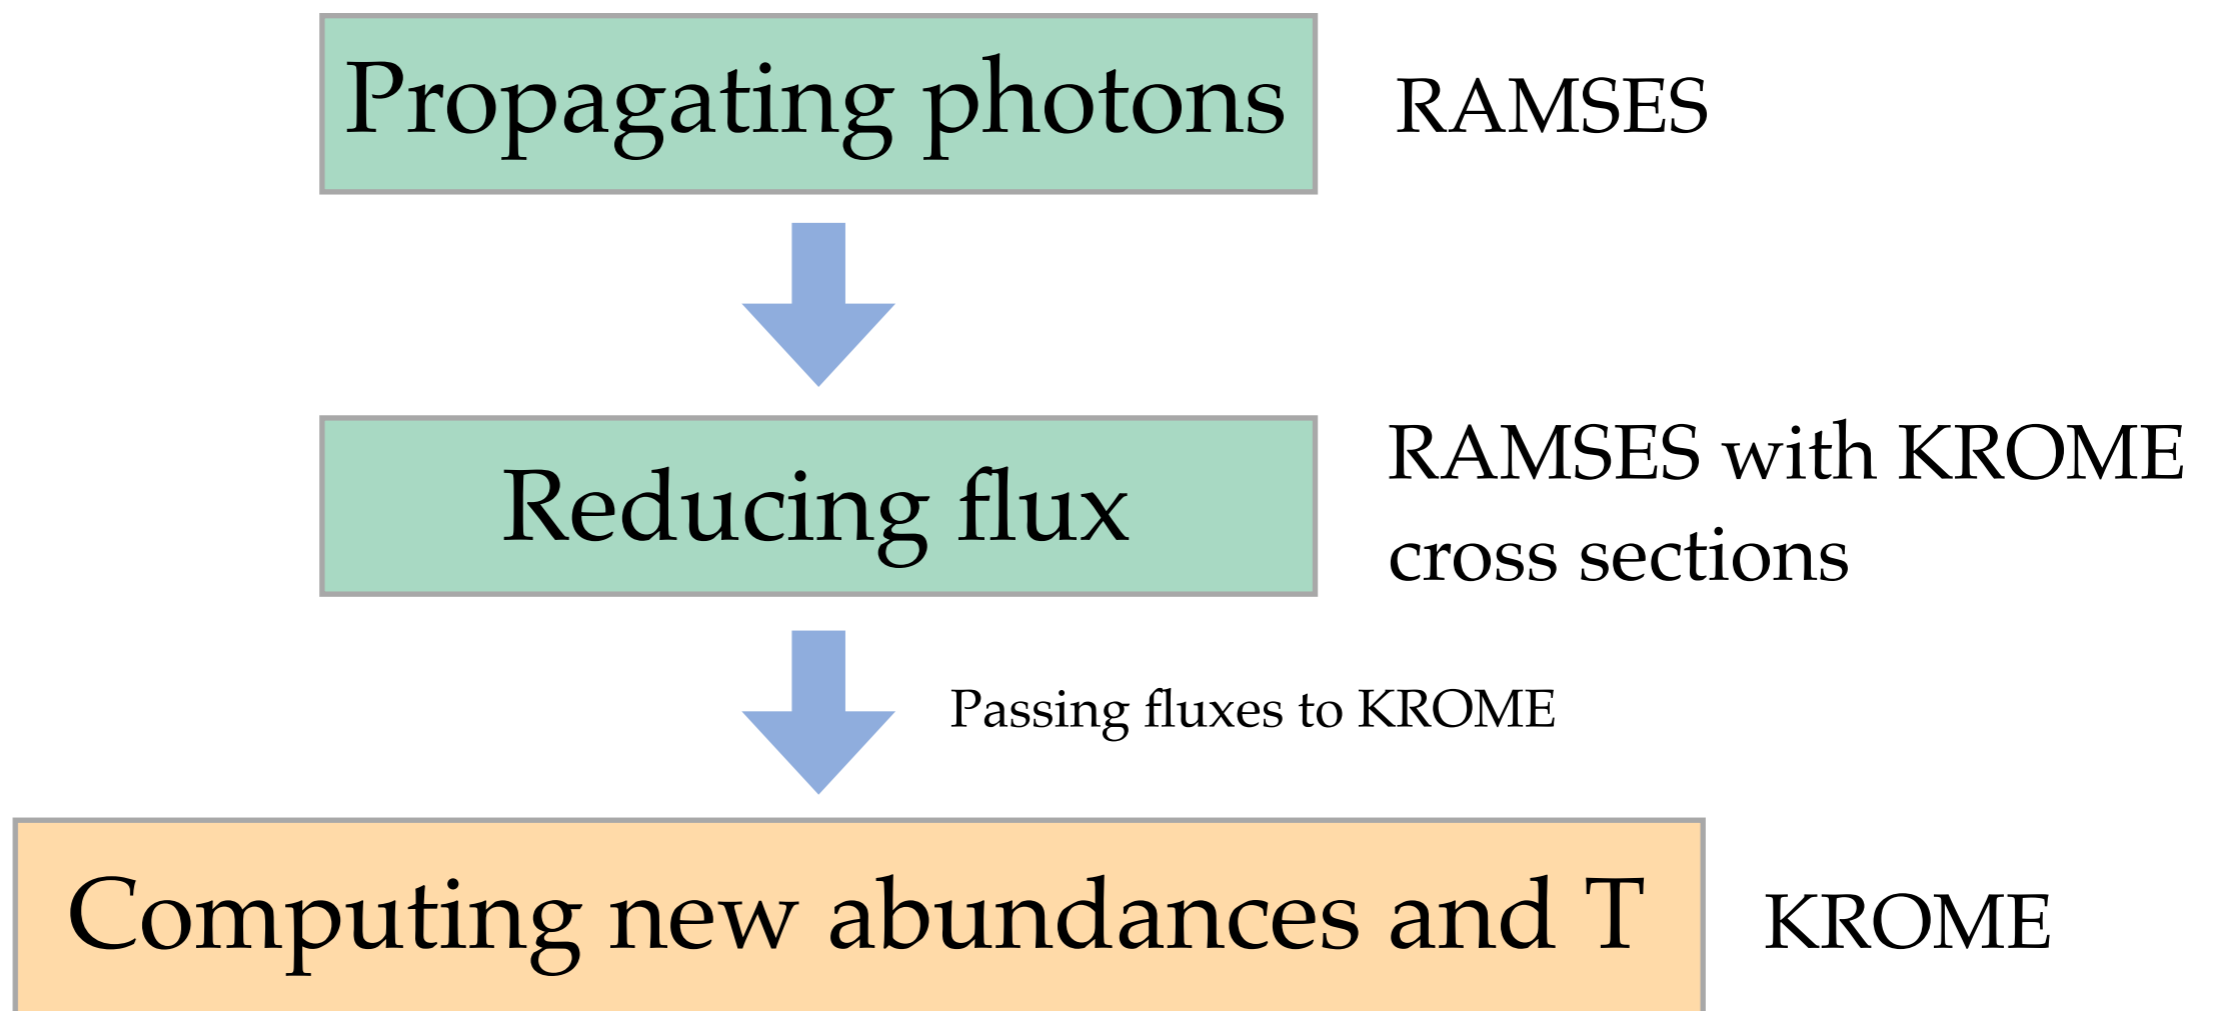 Propagating photons
RAMSES
Reducing flux
RAMSES with KROME
cross sections
Passing fluxes to KROME
Computing new abundances and T
KROME